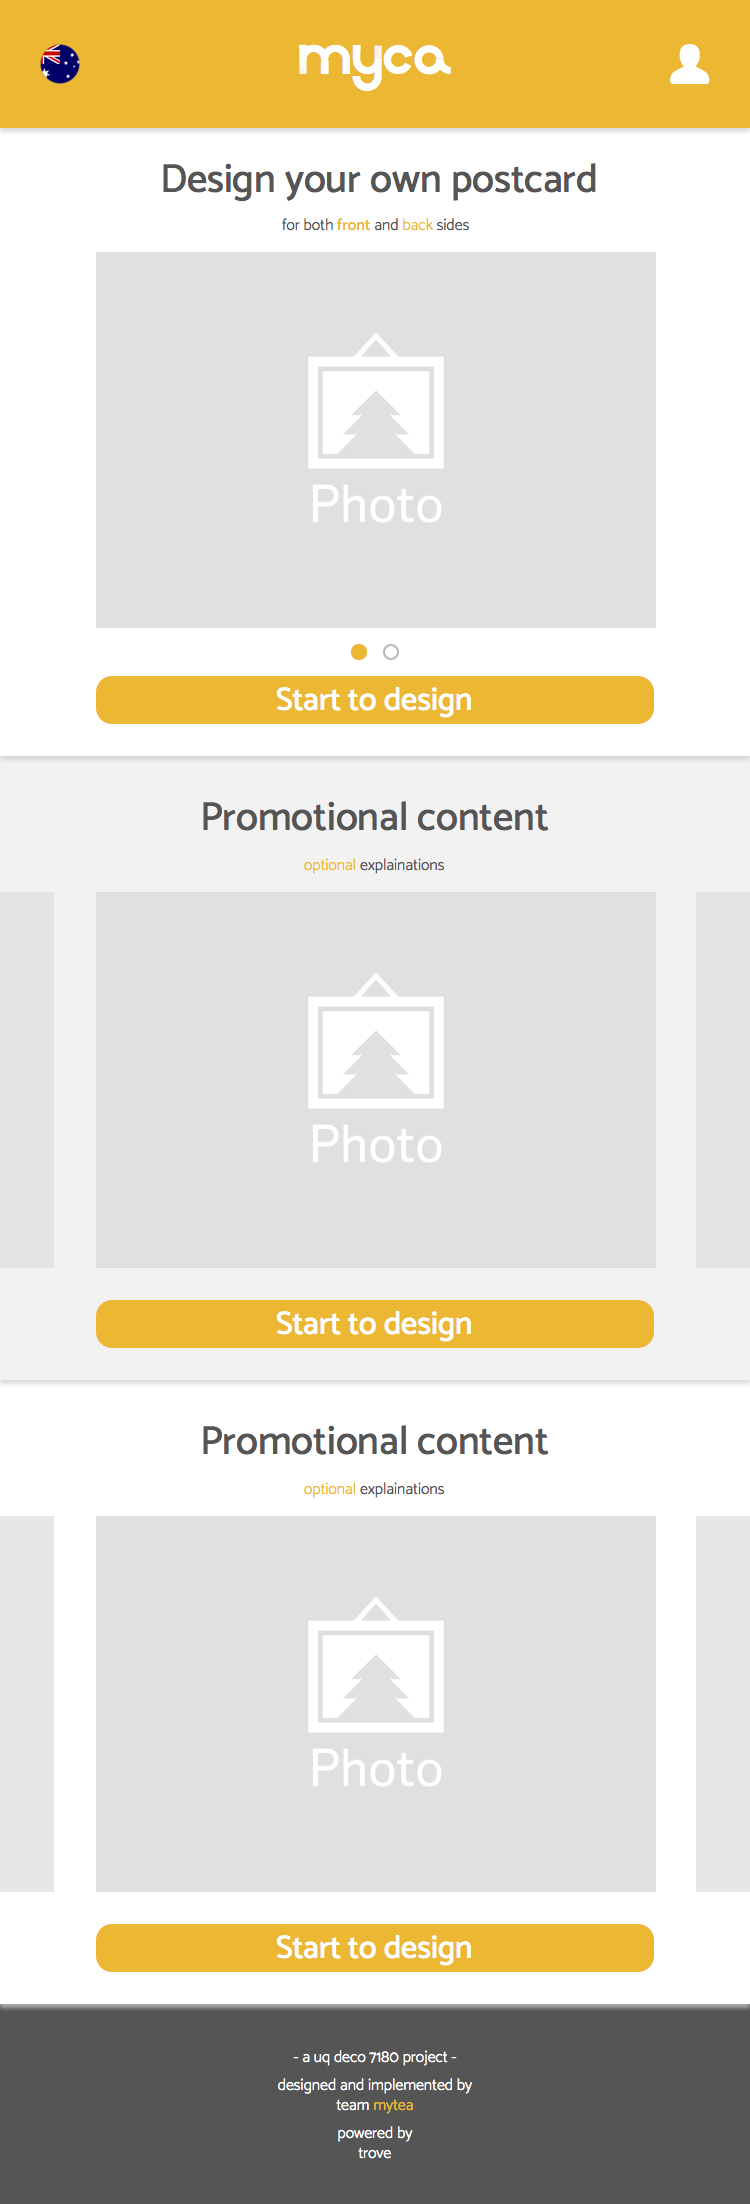 myca
Design your own postcard
for both front and back sides
Photo
Start to design
Promotional content
optional explainations
Photo
Start to design
Promotional content
optional explainations
Photo
Start to design
- a uq deco 7180 project -
designed and implemented by
team mytea
powered by
trove